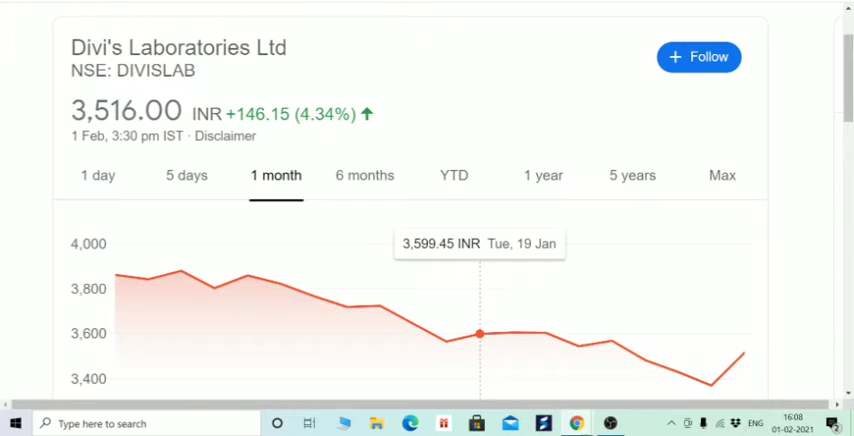 Divi's Laboratories Ltd
NSE: DIVISLAB
+ Follow
3,516.00 INR +146.15 (4.34%)
1 Feb, 3:30 pm IST · Disclaimer
1 day 5 days 1 month 6 months YTD 1 year 5 years Max
3,599.45 INR Tue, 19 Jan
4,000
3,800
3,600
3,400
Type here to search
ENG
16:08
01-02-2021
2